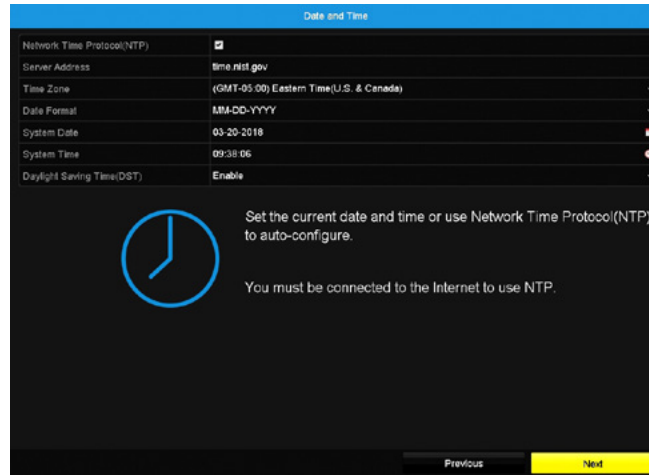 Date and Time
Network Time Protocol(NTP)
Server Address time.nist.gov
Time Zone (GMT-05:00) Eastern Time(U.S. & Canada)
Date Format MM-DD-YYYY
System Date 03-20-2018
System Time 09:38:06
Daylight Saving Time(DST) Enable
Set the current date and time or use Network Time Protocol(NTP)
to auto-configure.
You must be connected to the Internet to use NTP.
Previous Next